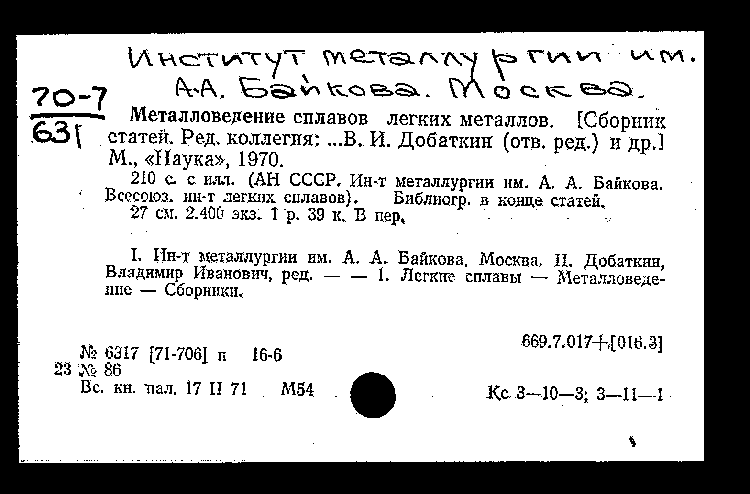 Институт металлургии им.
А.А. Байкова. Москва.
70-7
631
Металловедение сплавов легких металлов. [Сборник
статей. Ред. коллегия: ...В. И. Добаткин (отв. ред.) и др.]
М., «Наука», 1970.
210 с. с илл. (АН СССР. Ин-т металлургии им. А. А. Байкова.
Всесоюз. ин-т легких сплавов). Библиогр. в конце статей.
27 см. 2.400 экз. 1 р. 39 к. В пер.
I. Ин-т металлургии им. А. А. Байкова. Москва. II. Добаткин,
Владимир Иванович, ред. — — 1. Легкие сплавы — Металловеде-
ние — Сборники.
669.7.017+[016.3]
№ 6317 [71-706] п 16-6
23 № 86
Вс. кн. пал. 17 II 71 М54
Кс 3—10—3; 3—11—1